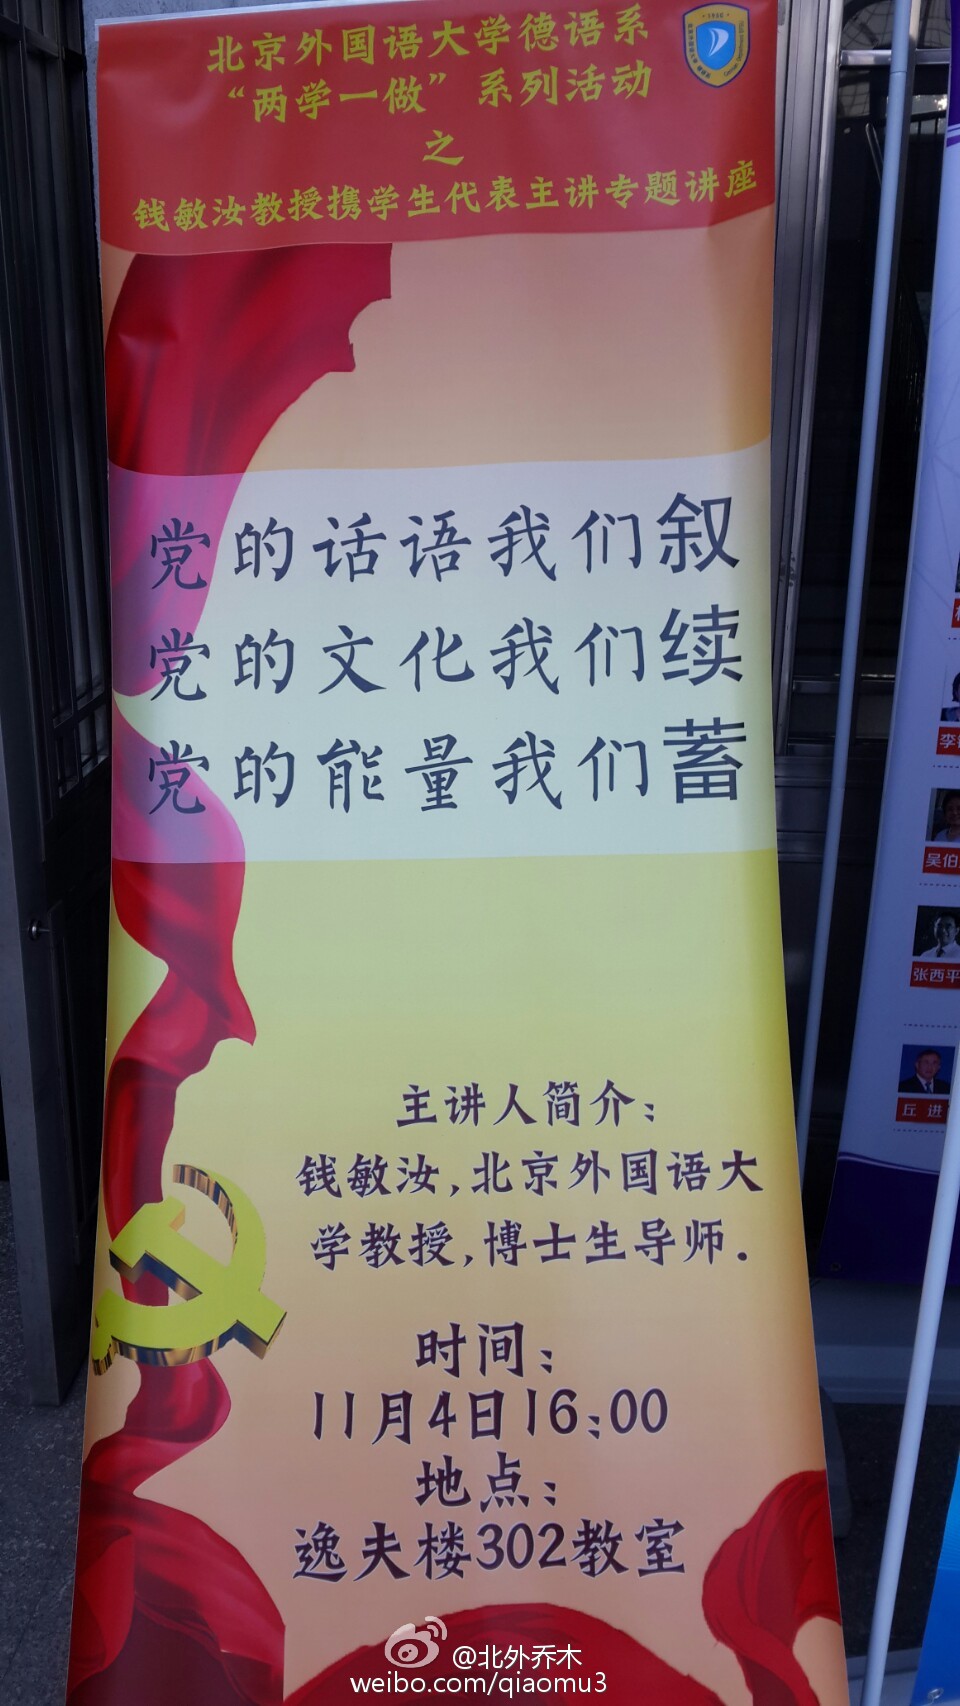 北京外国语大学德语系
“两学一做”系列活动
之
钱敏汝教授携学生代表主讲专题讲座
党的话语我们叙
党的文化我们续
党的能量我们蓄
主讲人简介：
钱敏汝，北京外国语大
学教授，博士生导师.
时间：
11月4日16:00
地点：
逸夫楼302教室
吴伯
张西平
丘进
@北外乔木
weibo.com/qiaomu3